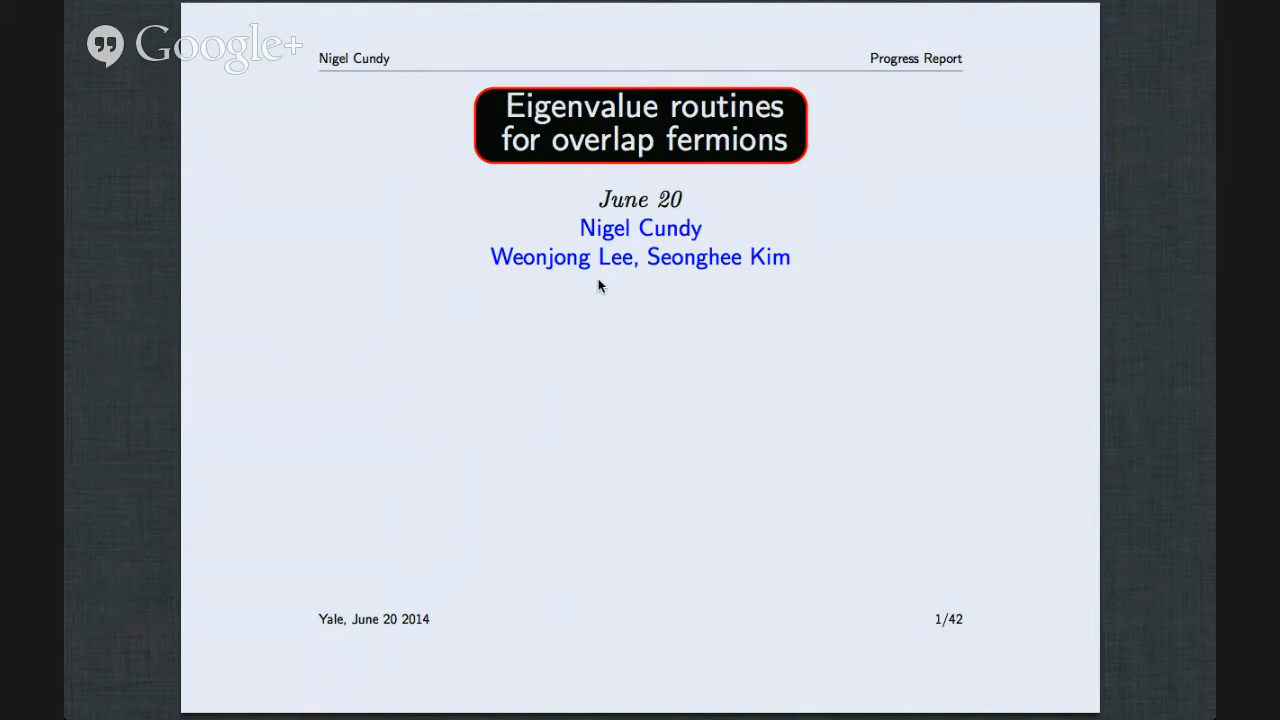 Google+
Nigel Cundy
Progress Report
Eigenvalue routines
for overlap fermions
June 20
Nigel Cundy
Weonjong Lee, Seonghee Kim
Yale, June 20 2014
1/42